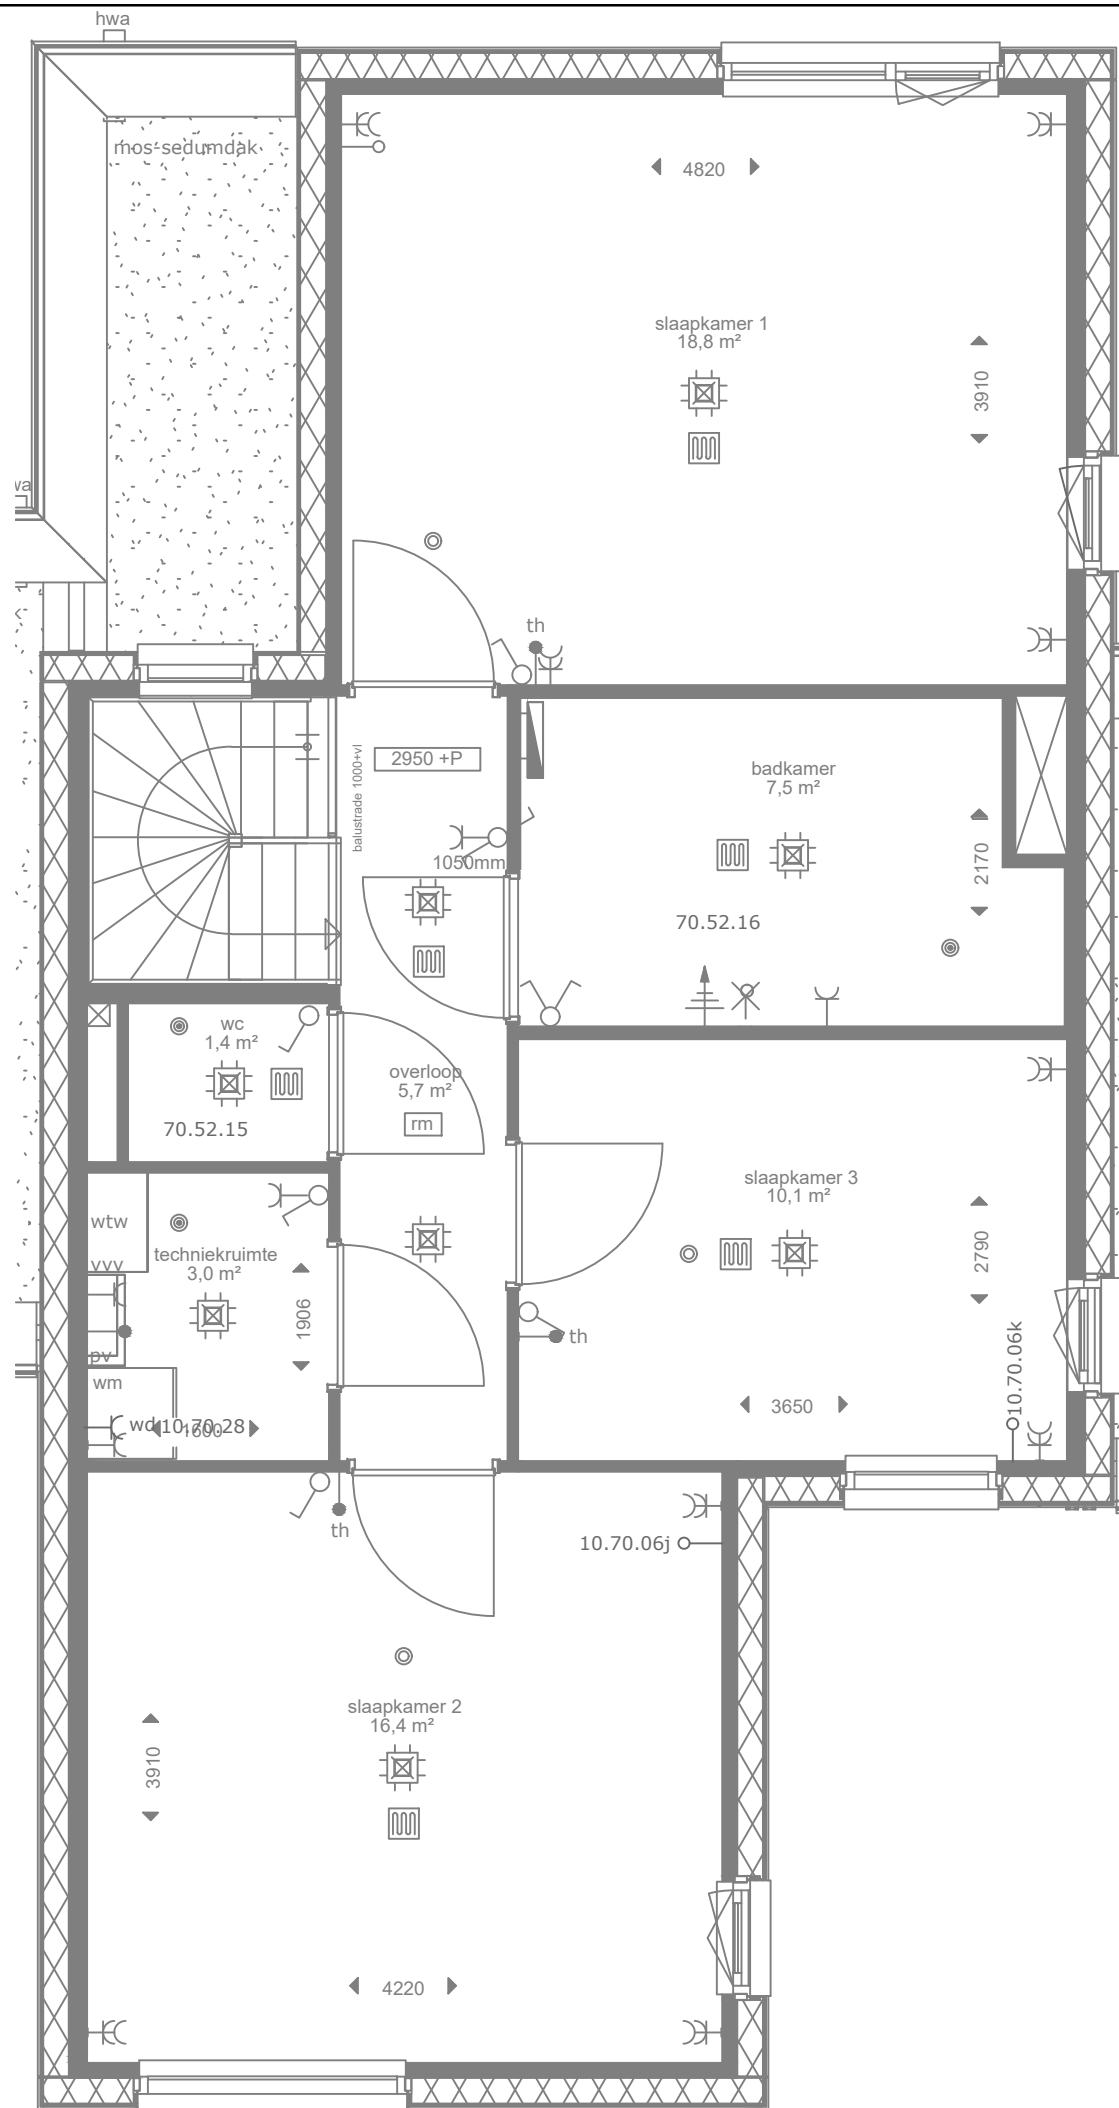 hwa
mos-sedumdak
4820
slaapkamer 1
18,8 m²
3910
wa
th
2950 +P
balustrade 1000+vl
badkamer
7,5 m²
1050mm
2170
70.52.16
wc
1,4 m²
overloop
5,7 m²
rm
70.52.15
slaapkamer 3
10,1 m²
wtw
techniekruimte
3,0 m²
vvv
2790
1906
th
pv
wm
10.70.06k
3650
wd
10.70.28
1600
th
10.70.06j
slaapkamer 2
16,4 m²
3910
4220